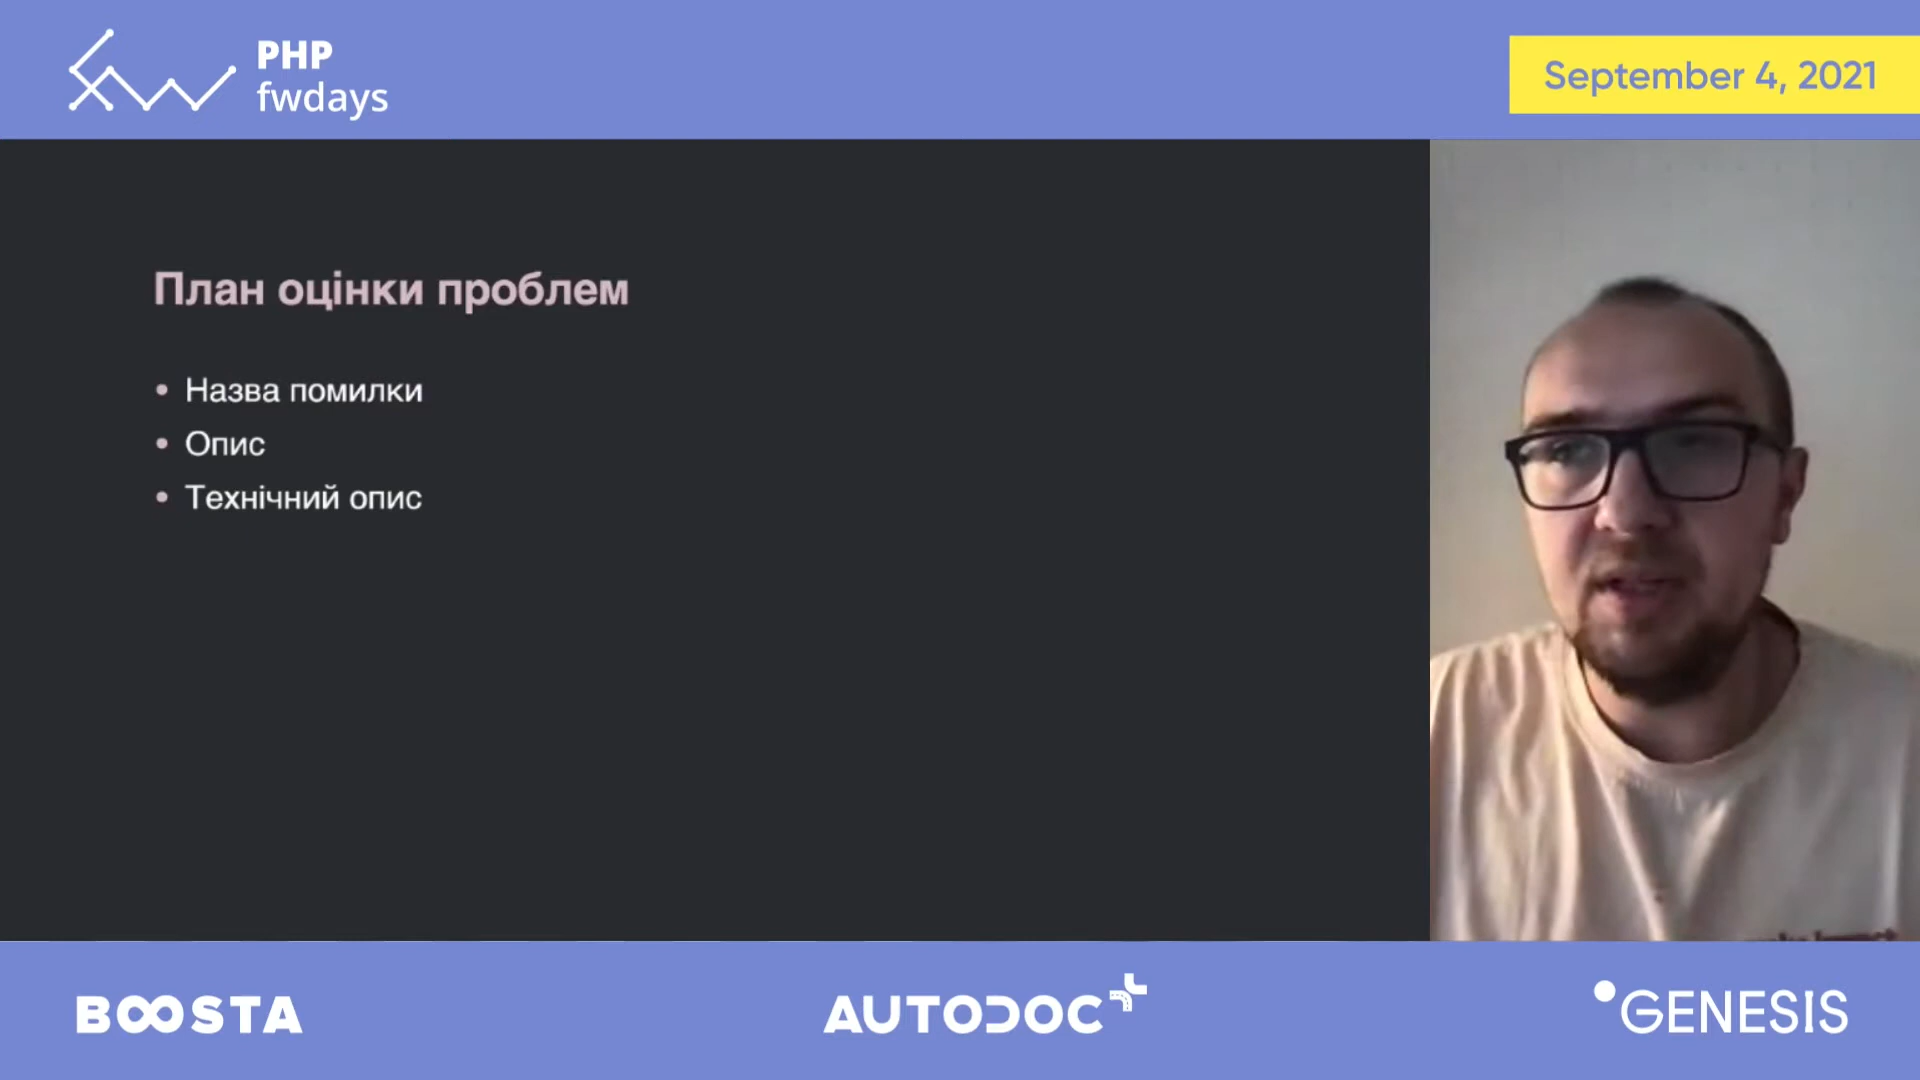 PHP
fwdays
September 4, 2021
План оцінки проблем
• Назва помилки
• Опис
• Технічний опис
BOOSTA
AUTODOC
GENESIS